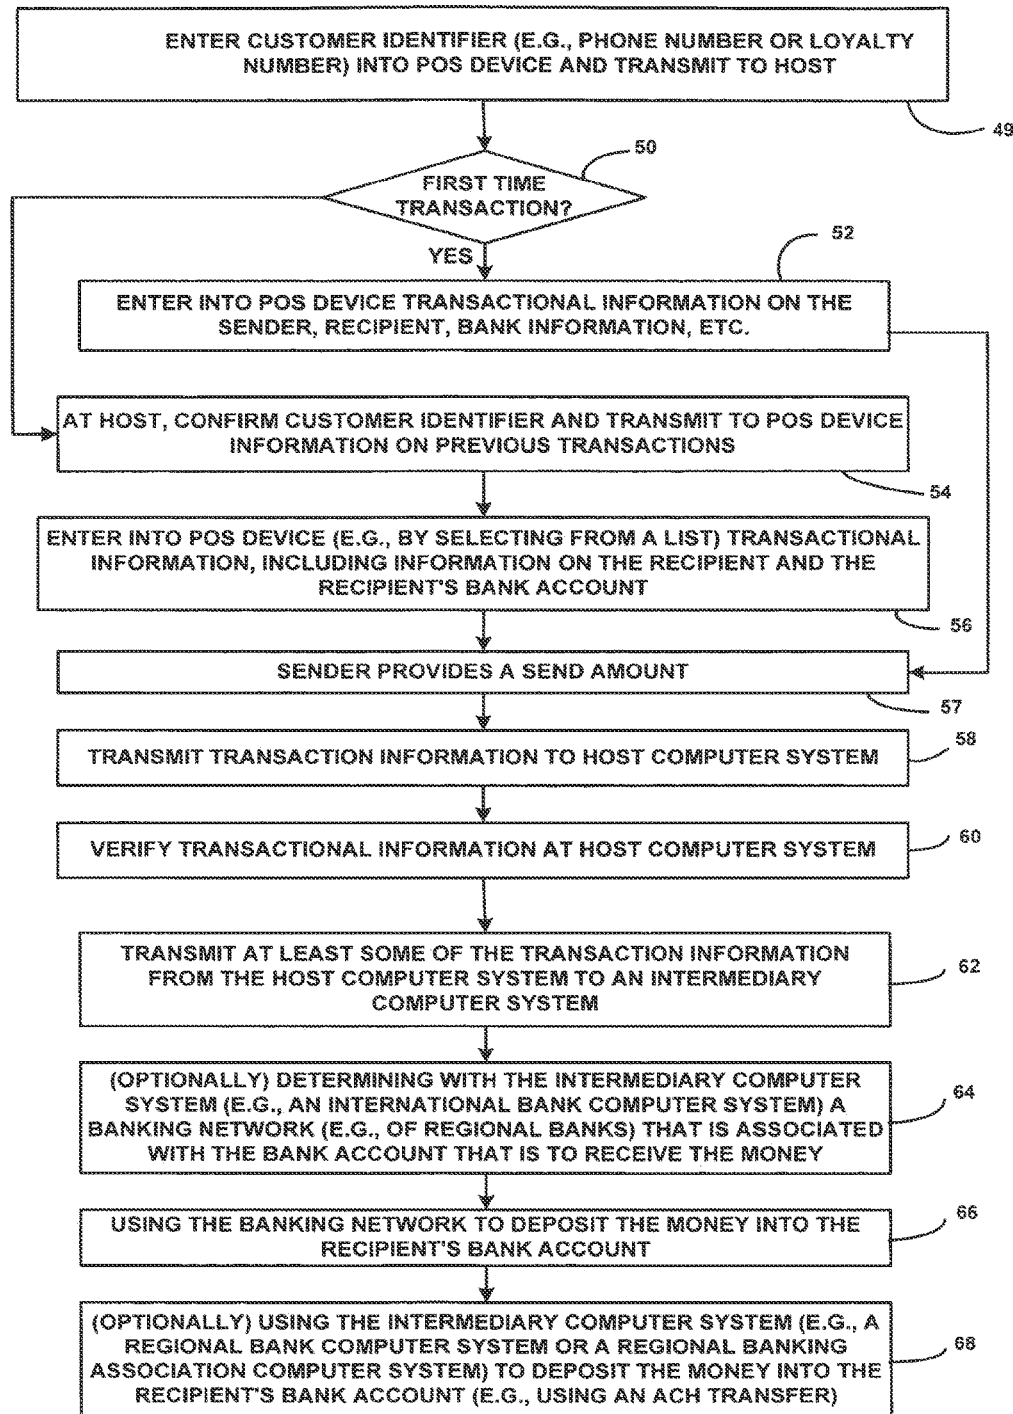 ENTER CUSTOMER IDENTIFIER (E.G., PHONE NUMBER OR LOYALTY
NUMBER) INTO POS DEVICE AND TRANSMIT TO HOST
49
50
FIRST TIME
TRANSACTION?
YES
52
ENTER INTO POS DEVICE TRANSACTIONAL INFORMATION ON THE
SENDER, RECIPIENT, BANK INFORMATION, ETC.
AT HOST, CONFIRM CUSTOMER IDENTIFIER AND TRANSMIT TO POS DEVICE
INFORMATION ON PREVIOUS TRANSACTIONS
54
ENTER INTO POS DEVICE (E.G., BY SELECTING FROM A LIST) TRANSACTIONAL
INFORMATION, INCLUDING INFORMATION ON THE RECIPIENT AND THE
RECIPIENT'S BANK ACCOUNT
56
SENDER PROVIDES A SEND AMOUNT
57
TRANSMIT TRANSACTION INFORMATION TO HOST COMPUTER SYSTEM
58
VERIFY TRANSACTIONAL INFORMATION AT HOST COMPUTER SYSTEM
60
TRANSMIT AT LEAST SOME OF THE TRANSACTION INFORMATION
FROM THE HOST COMPUTER SYSTEM TO AN INTERMEDIARY
COMPUTER SYSTEM
62
(OPTIONALLY) DETERMINING WITH THE INTERMEDIARY COMPUTER
SYSTEM (E.G., AN INTERNATIONAL BANK COMPUTER SYSTEM) A
BANKING NETWORK (E.G., OF REGIONAL BANKS) THAT IS ASSOCIATED
WITH THE BANK ACCOUNT THAT IS TO RECEIVE THE MONEY
64
USING THE BANKING NETWORK TO DEPOSIT THE MONEY INTO THE
RECIPIENT'S BANK ACCOUNT
66
(OPTIONALLY) USING THE INTERMEDIARY COMPUTER SYSTEM (E.G., A
REGIONAL BANK COMPUTER SYSTEM OR A REGIONAL BANKING
ASSOCIATION COMPUTER SYSTEM) TO DEPOSIT THE MONEY INTO THE
RECIPIENT'S BANK ACCOUNT (E.G., USING AN ACH TRANSFER)
68